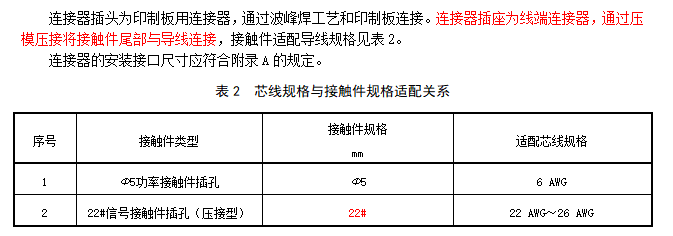 连接器插头为印制板用连接器，通过波峰焊工艺和印制板连接。连接器插座为线端连接器，通过压
模压接将接触件尾部与导线连接，接触件适配导线规格见表 2。
连接器的安装接口尺寸应符合附录 A 的规定。
表 2 芯线规格与接触件规格适配关系
序号 接触件类型 接触件规格 mm 适配芯线规格
1 Φ5功率接触件插孔 Φ5 6 AWG
2 22#信号接触件插孔（压接型） 22# 22 AWG～26 AWG